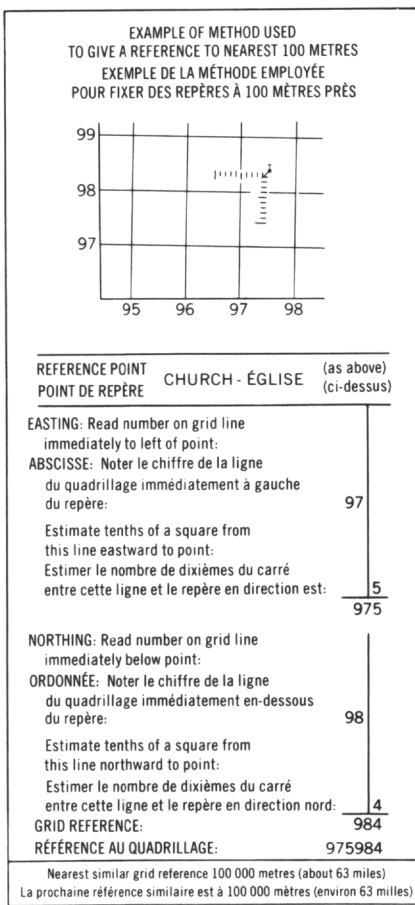 EXAMPLE OF METHOD USED
TO GIVE A REFERENCE TO NEAREST 100 METRES
EXEMPLE DE LA MÉTHODE EMPLOYÉE
POUR FIXER DES REPÈRES À 100 MÈTRES PRÈS
99
98
97
95 96 97 98
REFERENCE POINT CHURCH - ÉGLISE (as above)
POINT DE REPÈRE (ci-dessus)
EASTING: Read number on grid line
immediately to left of point:
ABSCISSE: Noter le chiffre de la ligne
du quadrillage immédiatement à gauche
du repère: 97
Estimate tenths of a square from
this line eastward to point:
Estimer le nombre de dixièmes du carré
entre cette ligne et le repère en direction est: 5
975
NORTHING: Read number on grid line
immediately below point:
ORDONNÉE: Noter le chiffre de la ligne
du quadrillage immédiatement en-dessous
du repère: 98
Estimate tenths of a square from
this line northward to point:
Estimer le nombre de dixièmes du carré
entre cette ligne et le repère en direction nord: 4
GRID REFERENCE: 984
RÉFÉRENCE AU QUADRILLAGE: 975984
Nearest similar grid reference 100 000 metres (about 63 miles)
La prochaine référence similaire est à 100 000 mètres (environ 63 milles)